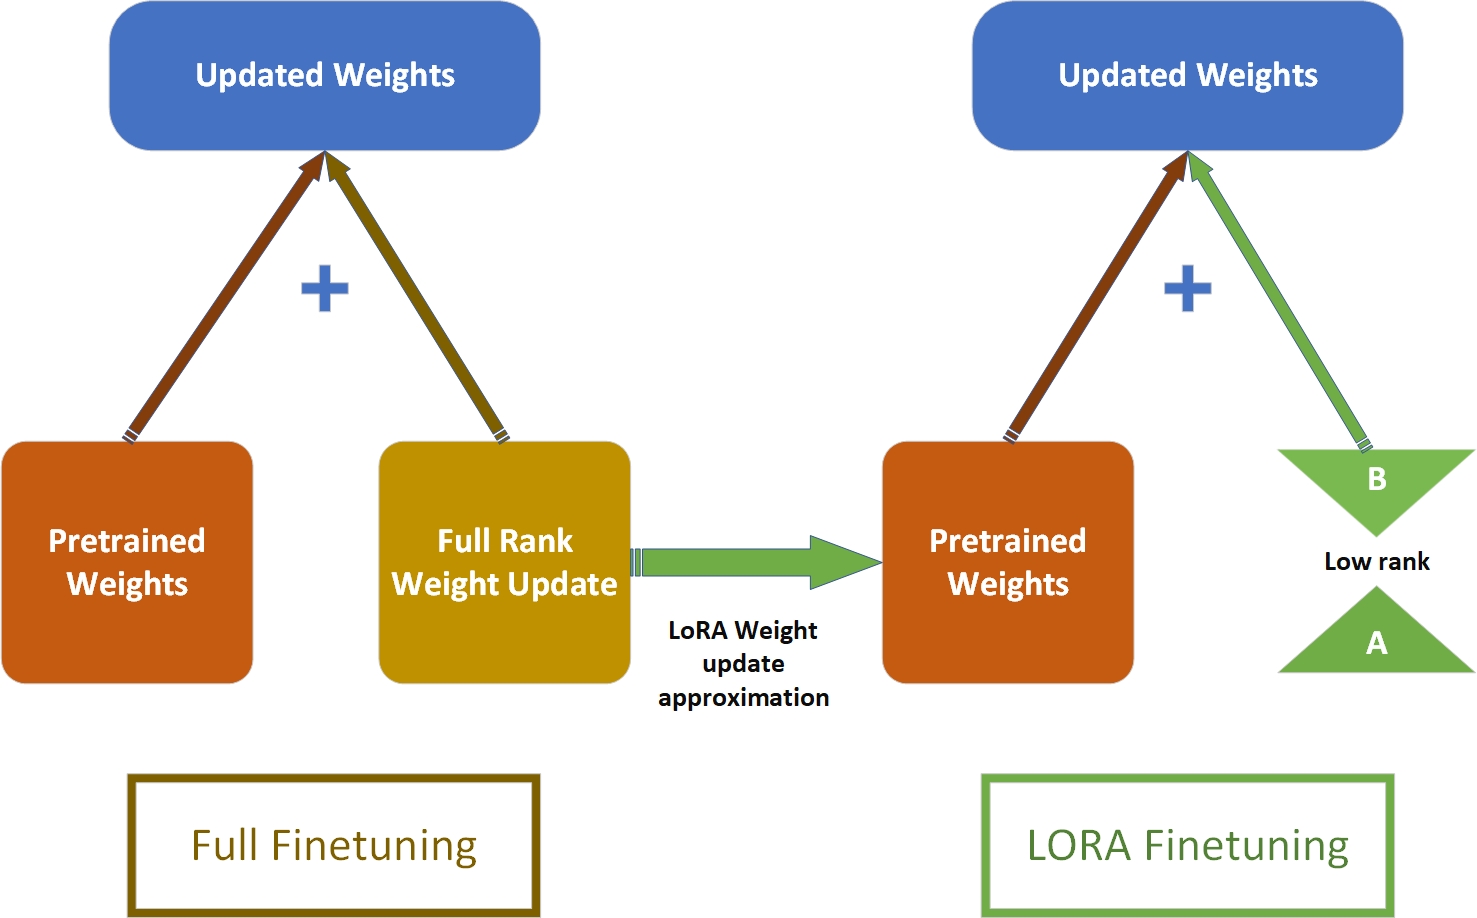 Updated Weights
Updated Weights
+
+
Pretrained
Weights
Full Rank
Weight Update
LoRA Weight
update
approximation
Pretrained
Weights
B
Low rank
A
Full Finetuning
LORA Finetuning